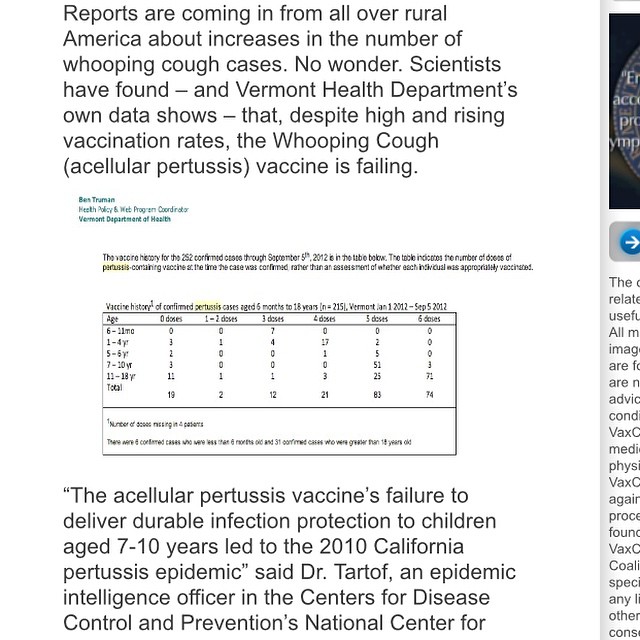 Reports are coming in from all over rural
America about increases in the number of
whooping cough cases. No wonder. Scientists
have found – and Vermont Health Department's
own data shows – that, despite high and rising
vaccination rates, the Whooping Cough
(acellular pertussis) vaccine is failing.
Ben Truman
Health Policy & Web Program Coordinator
Vermont Department of Health
The vaccine history for the 252 confirmed cases through September 5th, 2012 is in the table below. The table indicates the number of doses of
pertussis-containing vaccine at the time the case was confirmed, rather than an assessment of whether each individual was appropriately vaccinated.
Vaccine history1 of confirmed pertussis cases aged 6 months to 18 years (n = 215), Vermont Jan 1 2012 – Sep 5 2012
Age 0 doses 1 – 2 doses 3 doses 4 doses 5 doses 6 doses
6 – 11mo 0 0 7 0 0 0
1 – 4 yr 3 1 4 17 2 0
5 – 6 yr 2 0 0 1 5 0
7 – 10 yr 3 0 0 0 51 3
11 – 18 yr 11 1 1 3 25 71
Total
19 2 12 21 83 74
1Number of doses missing in 4 patients
There were 6 confirmed cases who were less than 6 months old and 31 confirmed cases who were greater than 18 years old
“The acellular pertussis vaccine's failure to
deliver durable infection protection to children
aged 7-10 years led to the 2010 California
pertussis epidemic” said Dr. Tartof, an epidemic
intelligence officer in the Centers for Disease
Control and Prevention's National Center for
"Er
acc
pro
ymp
The c
relate
usefu
All m
imag
are fo
are n
advic
condi
VaxC
medi
physi
VaxC
again
proce
found
VaxC
Coali
speci
any li
other
conse